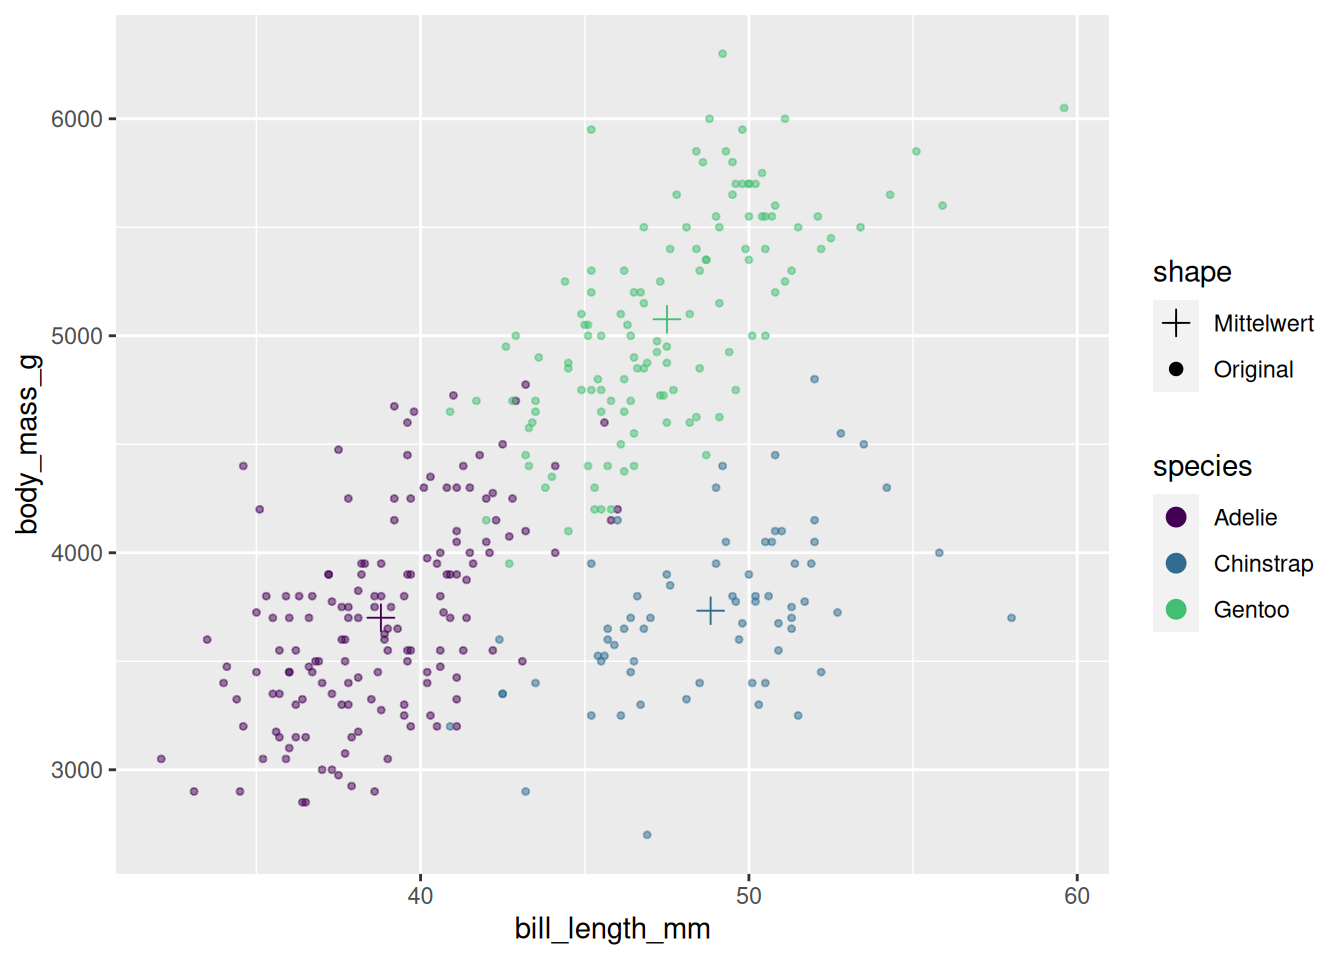 body_mass_g
6000
5000
4000
3000
40
50
60
bill_length_mm
shape
Mittelwert
Original
species
Adelie
Chinstrap
Gentoo